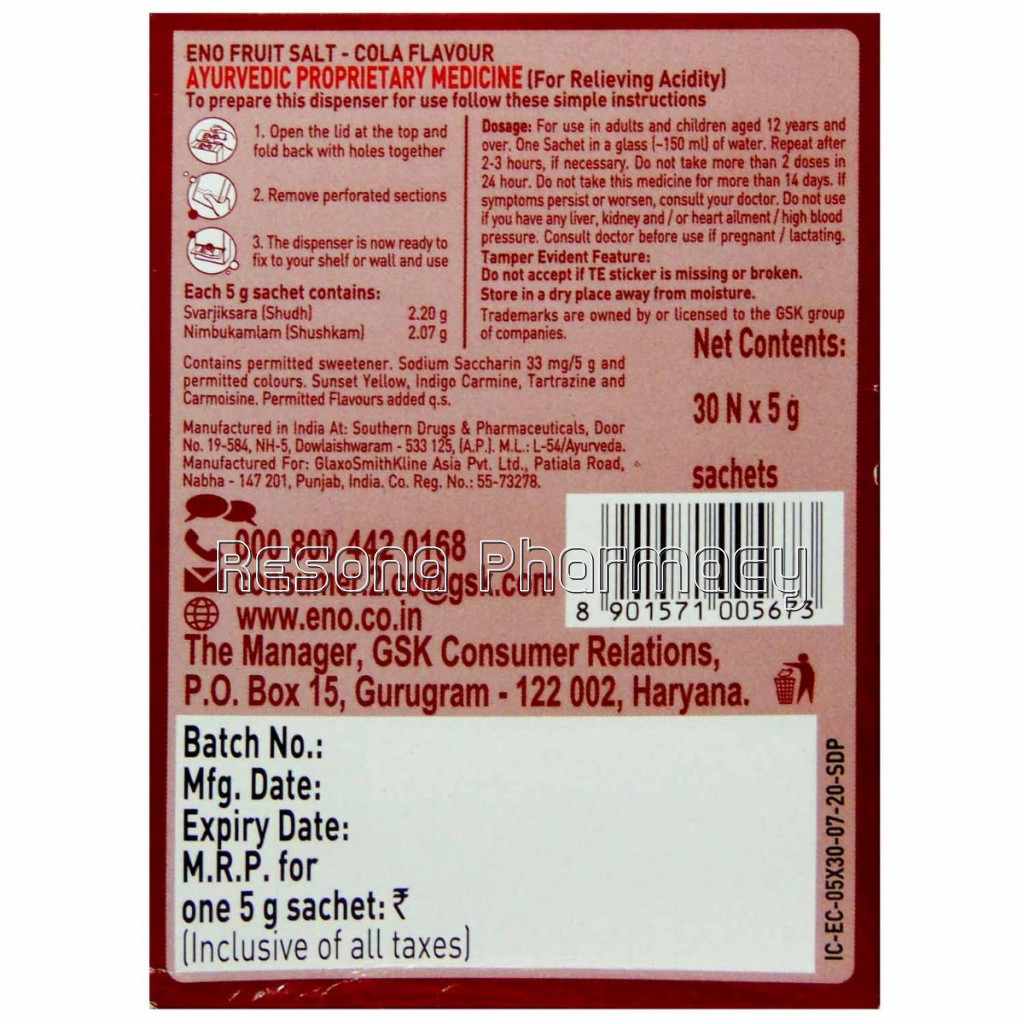 ENO FRUIT SALT - COLA FLAVOUR
AYURVEDIC PROPRIETARY MEDICINE (For Relieving Acidity)
To prepare this dispenser for use follow these simple instructions
1. Open the lid at the top and
fold back with holes together
2. Remove perforated sections
3. The dispenser is now ready to
fix to your shelf or wall and use
Each 5 g sachet contains:
Svarjiksara (Shudh) 2.20 g
Nimbukamlam (Shushkam) 2.07 g
Dosage: For use in adults and children aged 12 years and
over. One Sachet in a glass (~150 ml) of water. Repeat after
2-3 hours, if necessary. Do not take more than 2 doses in
24 hour. Do not take this medicine for more than 14 days. If
symptoms persist or worsen, consult your doctor. Do not use
if you have any liver, kidney and / or heart ailment / high blood
pressure. Consult doctor before use if pregnant / lactating.
Tamper Evident Feature:
Do not accept if TE sticker is missing or broken.
Store in a dry place away from moisture.
Trademarks are owned by or licensed to the GSK group
of companies.
Contains permitted sweetener. Sodium Saccharin 33 mg/5 g and
permitted colours. Sunset Yellow, Indigo Carmine, Tartrazine and
Carmoisine. Permitted Flavours added q.s.
Manufactured in India At: Southern Drugs & Pharmaceuticals, Door
No. 19-584, NH-5, Dowlaishwaram - 533 125, (A.P.). M.L.: L-54/Ayurveda.
Manufactured For: GlaxoSmithKline Asia Pvt. Ltd., Patiala Road,
Nabha - 147 201, Punjab, India. Co. Reg. No.: 55-73278.
Net Contents:
30 N x 5 g
sachets
000 800 442 0168
Resona Pharmacy
www.eno.co.in
8 901571 005673
The Manager, GSK Consumer Relations,
P.O. Box 15, Gurugram - 122 002, Haryana.
Batch No.:
Mfg. Date:
Expiry Date:
M.R.P. for
one 5 g sachet: ₹
(Inclusive of all taxes)
IC-EC-05X30-07-20-SDP